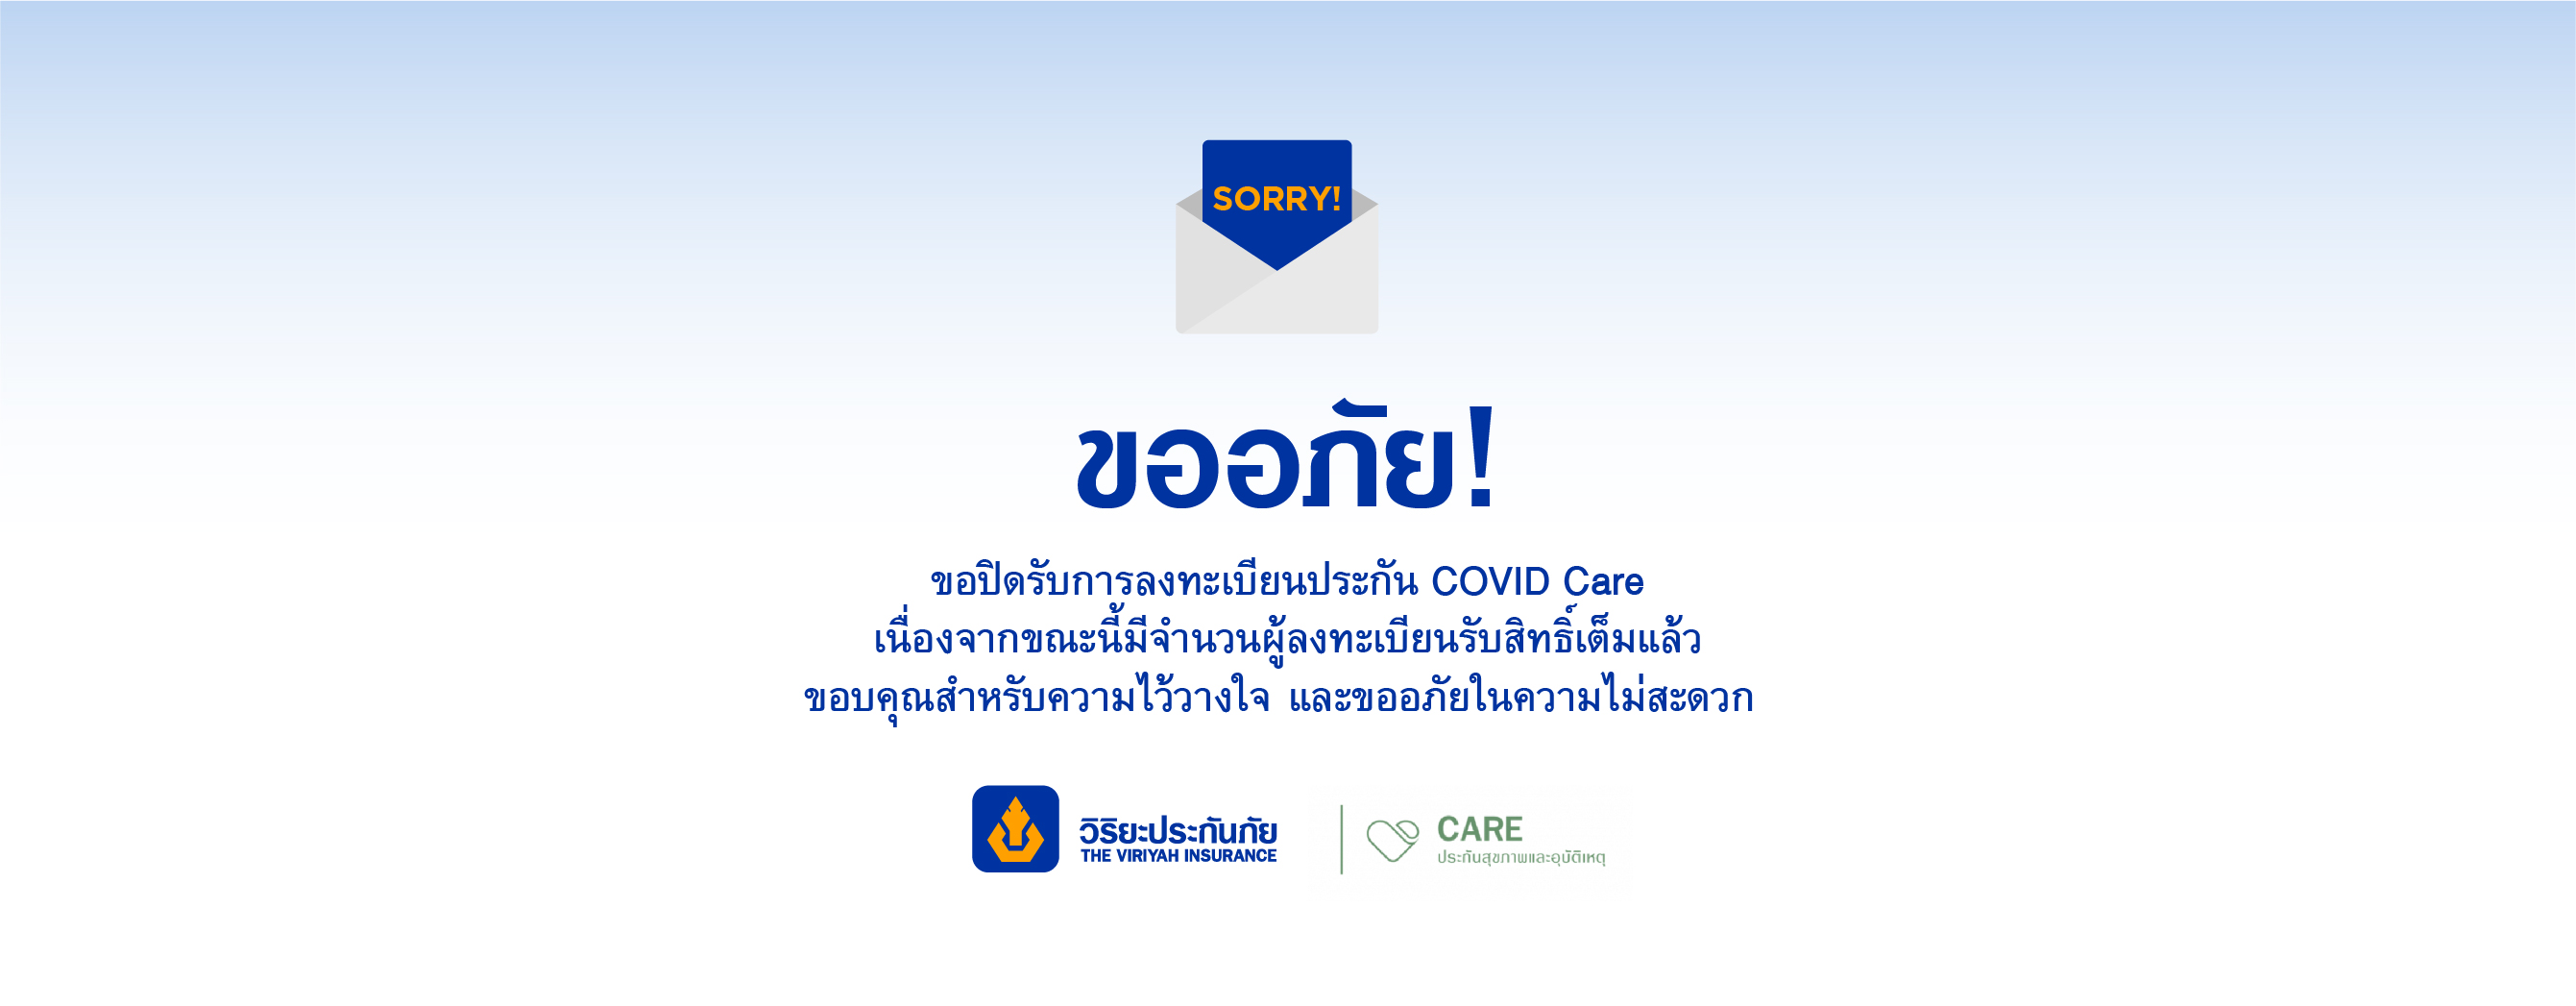 SORRY!
ขออภัย!
ขอปิดรับการลงทะเบียนประกัน COVID Care
เนื่องจากขณะนี้มีจำนวนผู้ลงทะเบียนรับสิทธิ์เต็มแล้ว
ขอบคุณสำหรับความไว้วางใจ และขออภัยในความไม่สะดวก
วิริยะประกันภัย
THE VIRIYAH INSURANCE
CARE
ประกันสุขภาพและอุบัติเหตุ